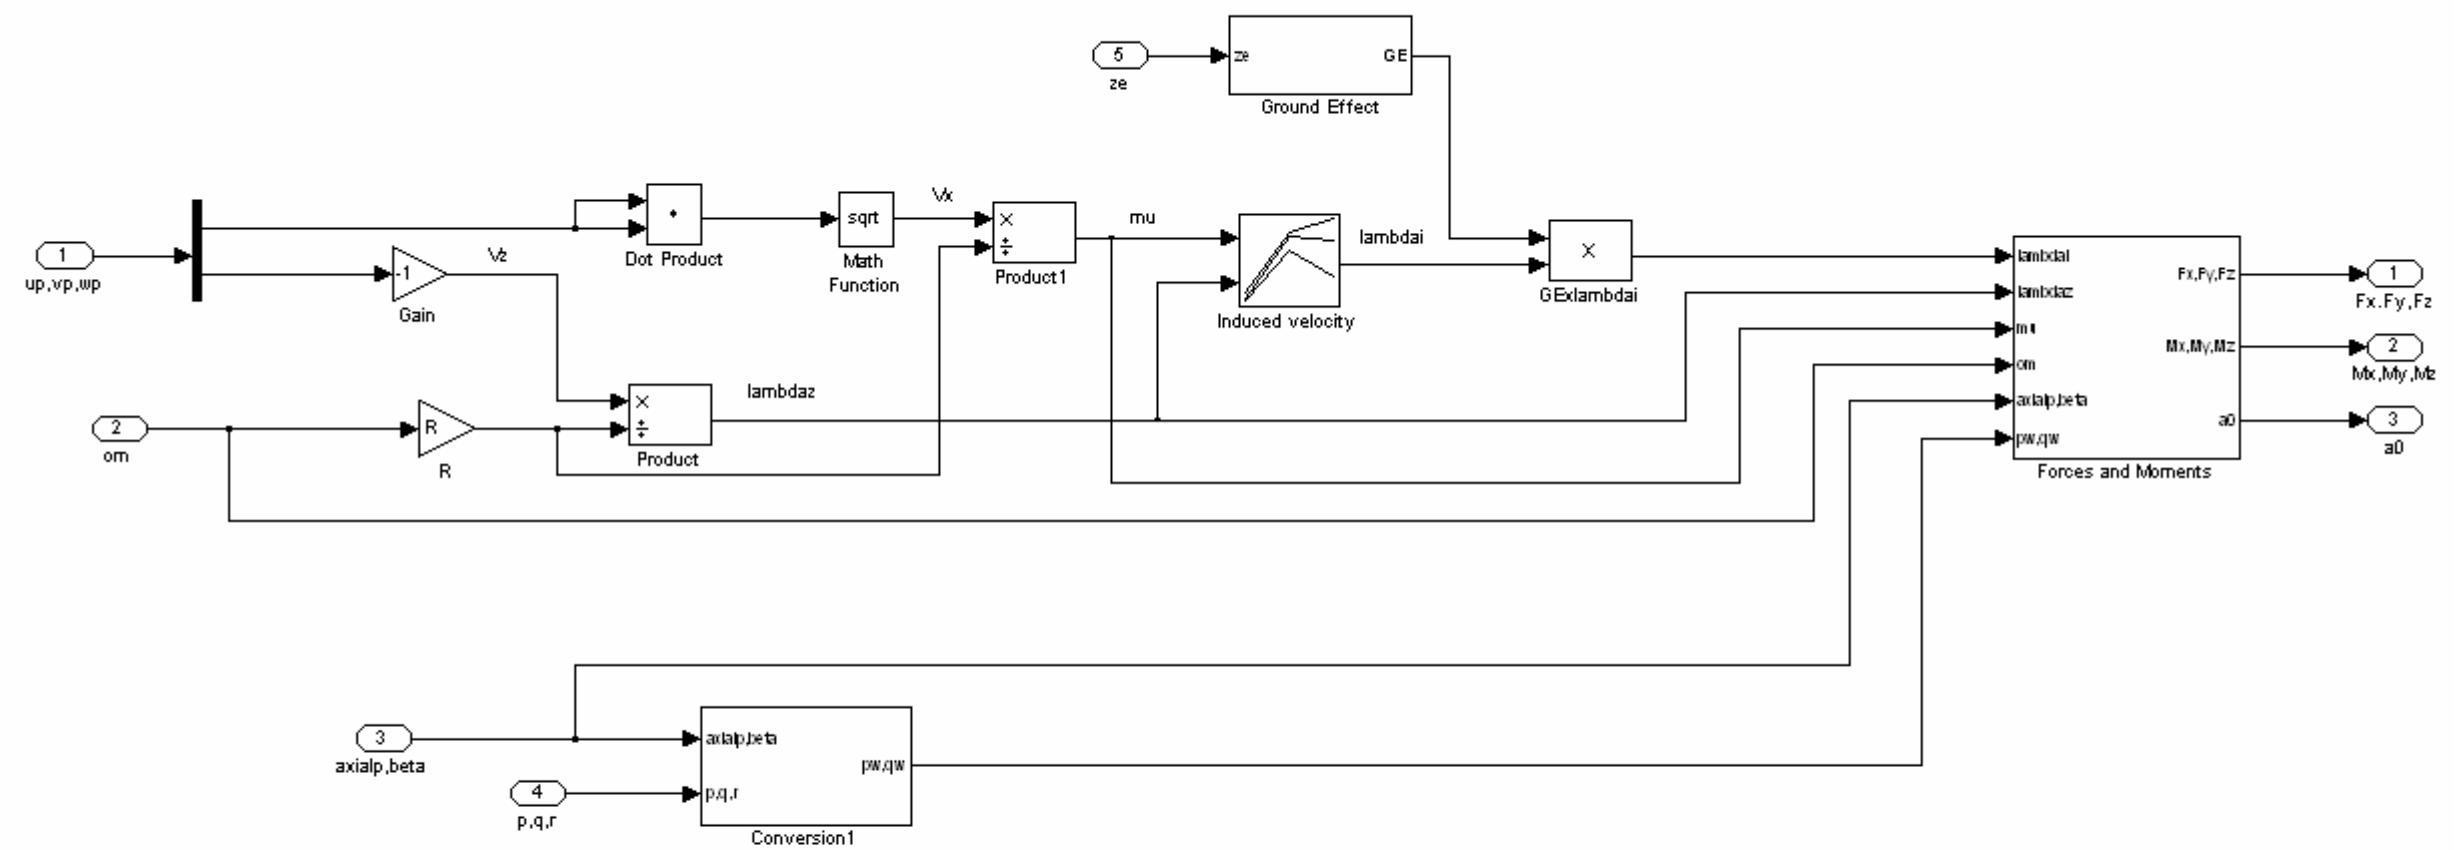 5
ze
ze
GE
Ground Effect
1
up,vp,wp
-1
Gain
Vz
Dot Product
sqrt
Math
Function
Vx
×
÷
Product1
mu
Induced velocity
lambdai
×
GExlambdai
2
om
R
R
×
÷
Product
lambdaz
lambdai
lambdaz
mu
om
axialp,beta
pw,qw
Fx,Fy,Fz
Mx,My,Mz
a0
Forces and Moments
1
Fx.Fy,Fz
2
Mx,My,Mz
3
a0
3
axialp,beta
4
p,q,r
axialp,beta
p,q,r
pw,qw
Conversion1